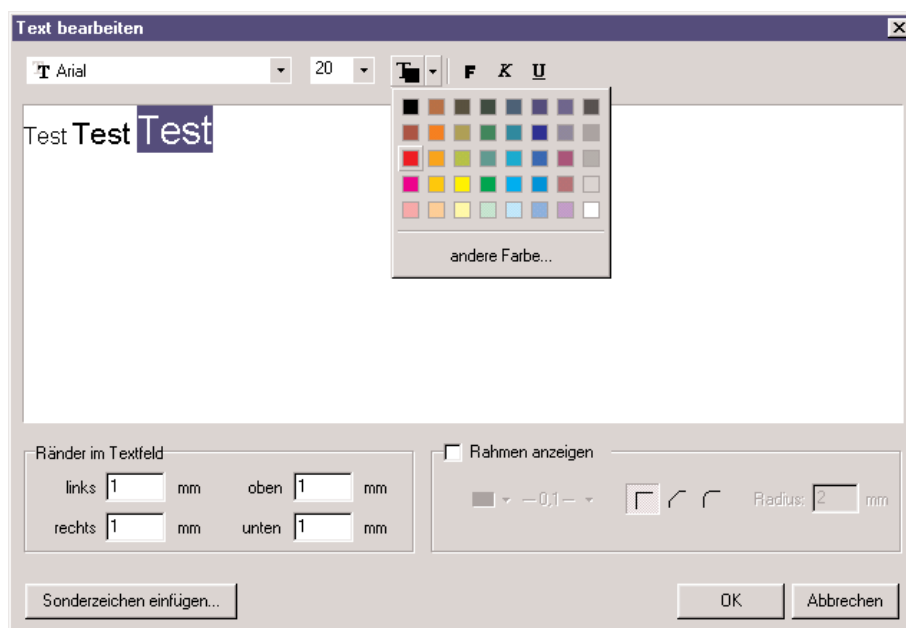 Text bearbeiten
Arial 20 F K U
Test Test Test
andere Farbe...
Ränder im Textfeld
links 1 mm oben 1 mm
rechts 1 mm unten 1 mm
Rahmen anzeigen
0,1 Radius: 2 mm
Sonderzeichen einfügen... OK Abbrechen